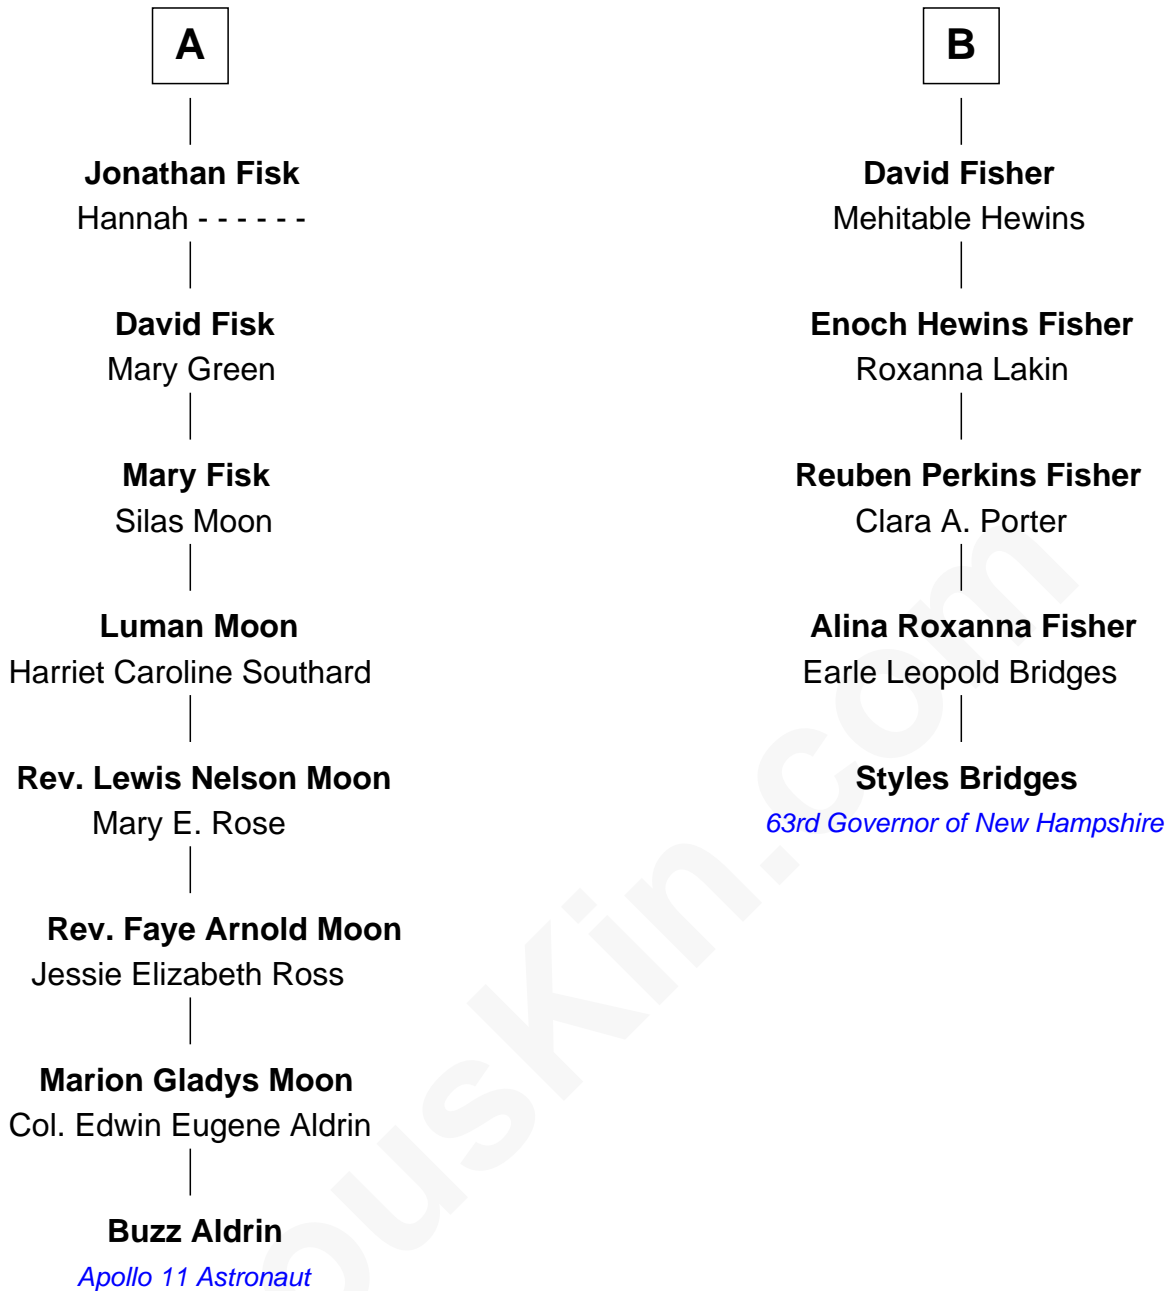 A
Jonathan Fisk
Hannah - - - - - -
David Fisk
Mary Green
Mary Fisk
Silas Moon
Luman Moon
Harriet Caroline Southard
Rev. Lewis Nelson Moon
Mary E. Rose
Rev. Faye Arnold Moon
Jessie Elizabeth Ross
Marion Gladys Moon
Col. Edwin Eugene Aldrin
Buzz Aldrin
Apollo 11 Astronaut
B
David Fisher
Mehitable Hewins
Enoch Hewins Fisher
Roxanna Lakin
Reuben Perkins Fisher
Clara A. Porter
Alina Roxanna Fisher
Earle Leopold Bridges
Styles Bridges
63rd Governor of New Hampshire
ousKin.com